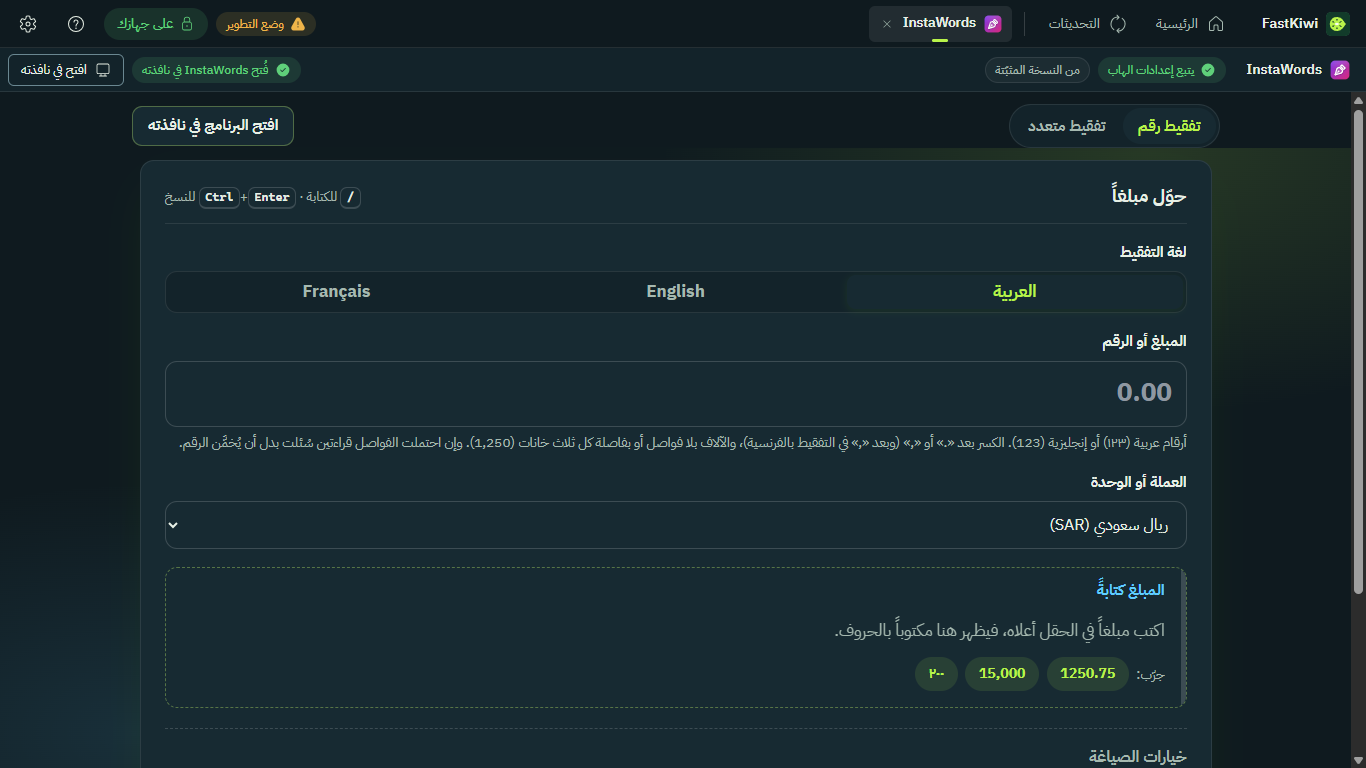 FastKiwi
الرئيسية
التحديثات
InstaWords ×
وضع التطوير
على جهازك
InstaWords
يتبع إعدادات الهاب
من النسخة المثبّتة
فُتح InstaWords في نافذته
افتح في نافذته
تفقيط رقم
تفقيط متعدد
افتح البرنامج في نافذته
حوّل مبلغاً
/ للكتابة · Ctrl+Enter للنسخ
لغة التفقيط
العربية
English
Français
المبلغ أو الرقم
0.00
أرقام عربية (١٢٣) أو إنجليزية (123). الكسر بعد «.» أو «,» (وبعد «,» في التفقيط بالفرنسية)، والآلاف بلا فواصل أو بفاصلة كل ثلاث خانات (1,250). وإن احتملت الفواصل قراءتين سُئلت بدل أن يُخمَّن الرقم.
العملة أو الوحدة
ريال سعودي (SAR)
المبلغ كتابةً
اكتب مبلغاً في الحقل أعلاه، فيظهر هنا مكتوباً بالحروف.
جرّب: 1250.75 15,000 ٢٠٠
خيارات الصياغة